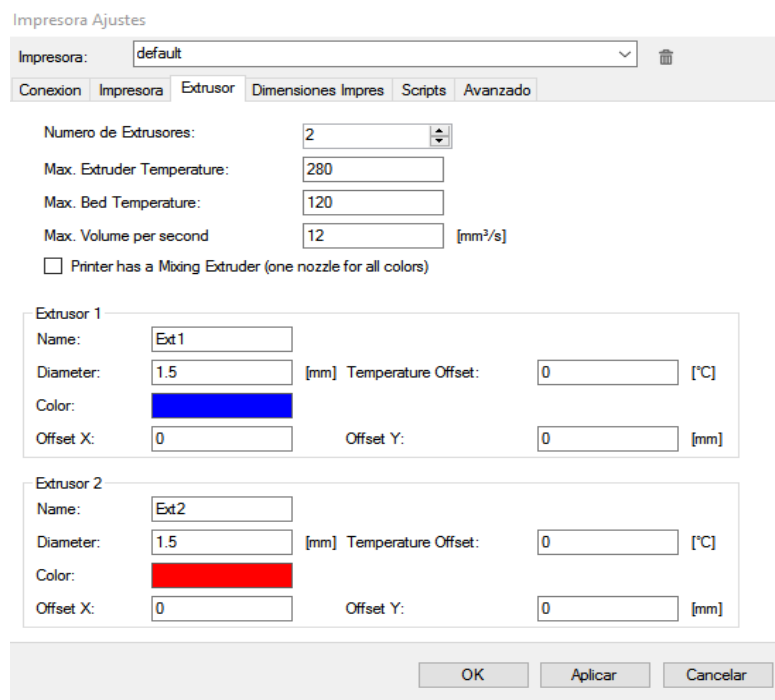 Impresora Ajustes
Impresora: default
Conexion Impresora Extrusor Dimensiones Impres Scripts Avanzado
Numero de Extrusores: 2
Max. Extruder Temperature: 280
Max. Bed Temperature: 120
Max. Volume per second 12 [mm³/s]
Printer has a Mixing Extruder (one nozzle for all colors)
Extrusor 1
Name: Ext1
Diameter: 1.5 [mm] Temperature Offset: 0 [°C]
Color:
Offset X: 0 Offset Y: 0 [mm]
Extrusor 2
Name: Ext2
Diameter: 1.5 [mm] Temperature Offset: 0 [°C]
Color:
Offset X: 0 Offset Y: 0 [mm]
OK Aplicar Cancelar